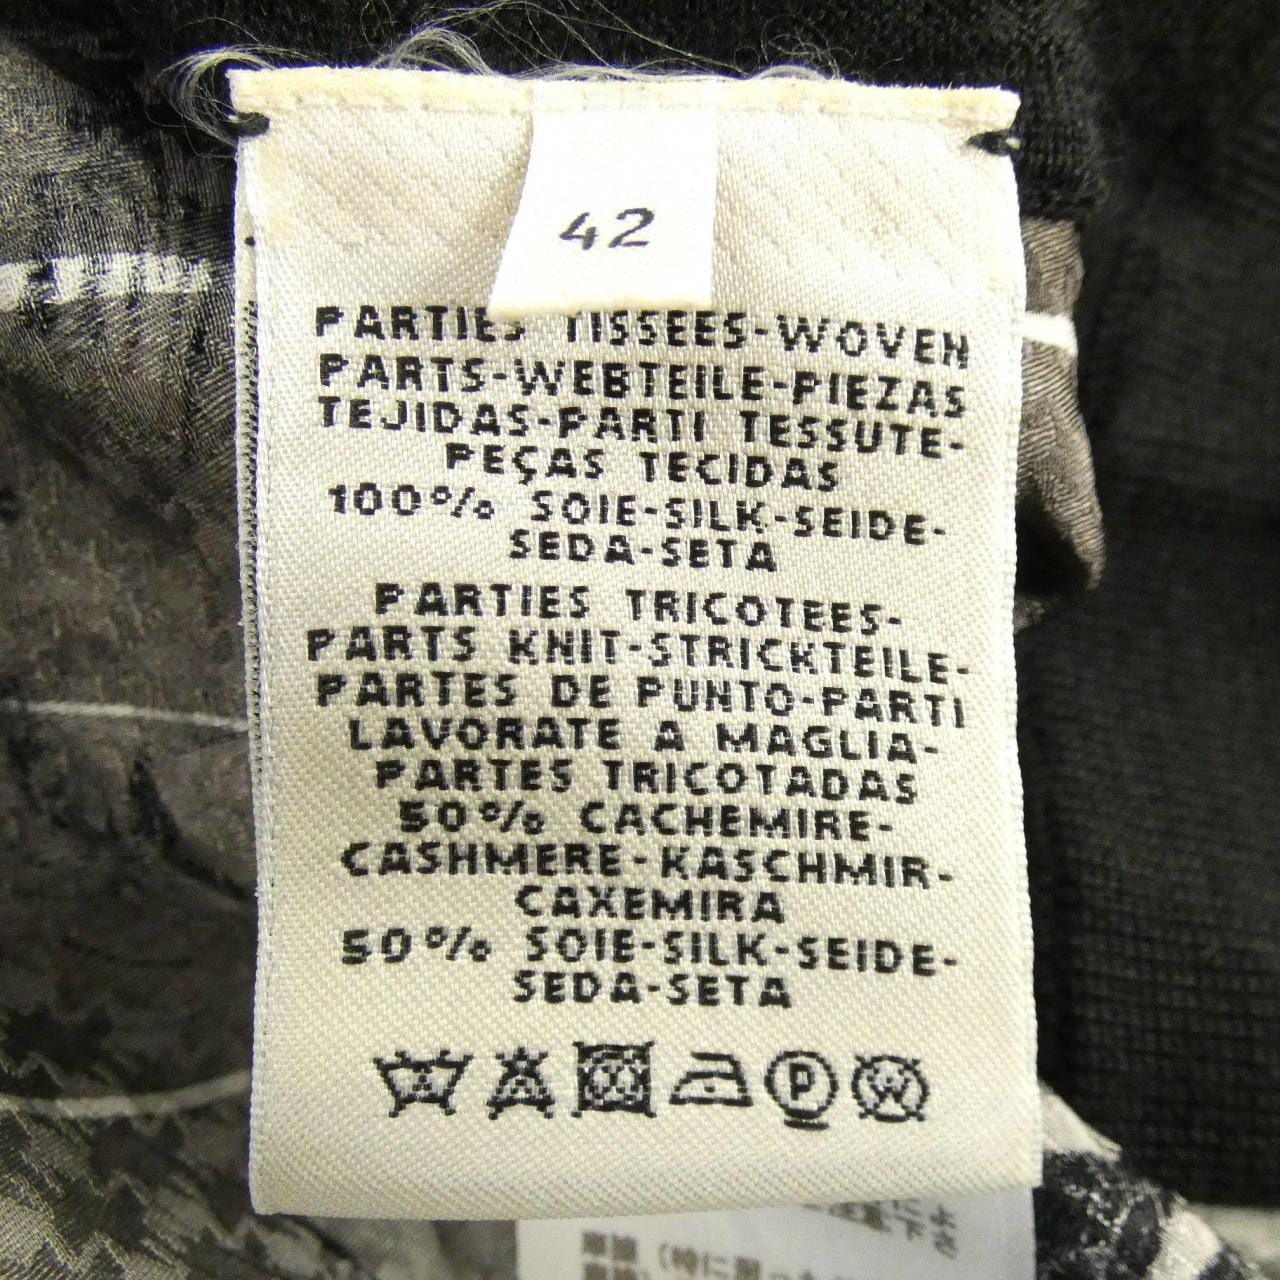 42
PARTIES TISSEES-WOVEN
PARTS-WEBTEILE-PIEZAS
TEJIDAS-PARTI TESSUTE-
PEÇAS TECIDAS
100% SOIE-SILK-SEIDE-
SEDA-SETA
PARTIES TRICOTEES-
PARTS KNIT-STRICKTEILE-
PARTES DE PUNTO-PARTI
LAVORATE A MAGLIA-
PARTES TRICOTADAS
50% CACHEMIRE-
CASHMERE-KASCHMIR-
CAXEMIRA
50% SOIE-SILK-SEIDE-
SEDA-SETA
P W